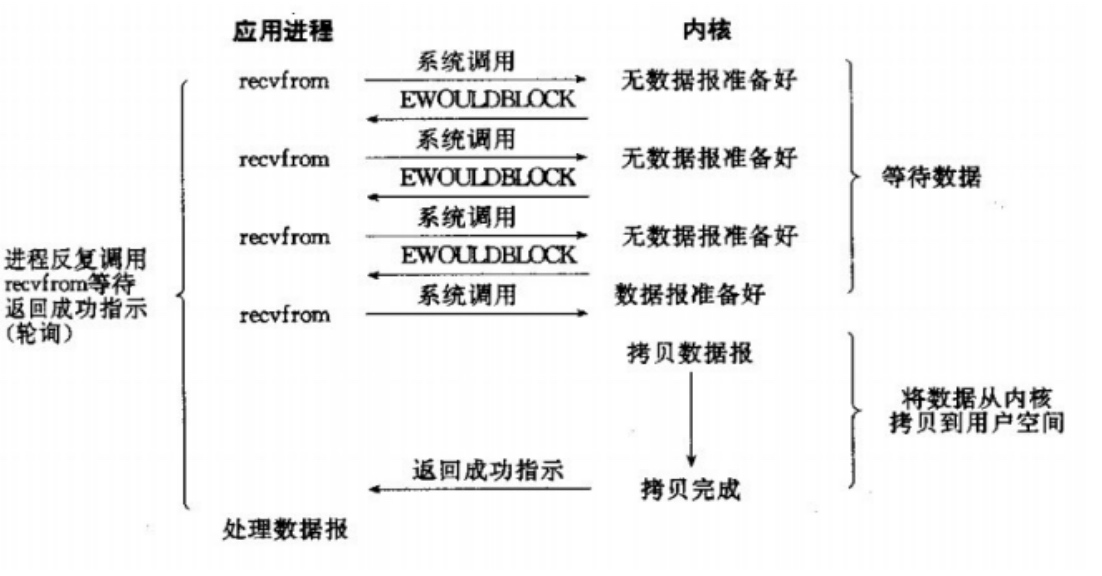 应用进程
内核
recvfrom
系统调用
无数据报准备好
EWOULDBLOCK
recvfrom
系统调用
无数据报准备好
EWOULDBLOCK
等待数据
recvfrom
系统调用
无数据报准备好
EWOULDBLOCK
进程反复调用
recvfrom等待
返回成功指示
(轮询)
recvfrom
系统调用
数据报准备好
拷贝数据报
将数据从内核
拷贝到用户空间
返回成功指示
拷贝完成
处理数据报